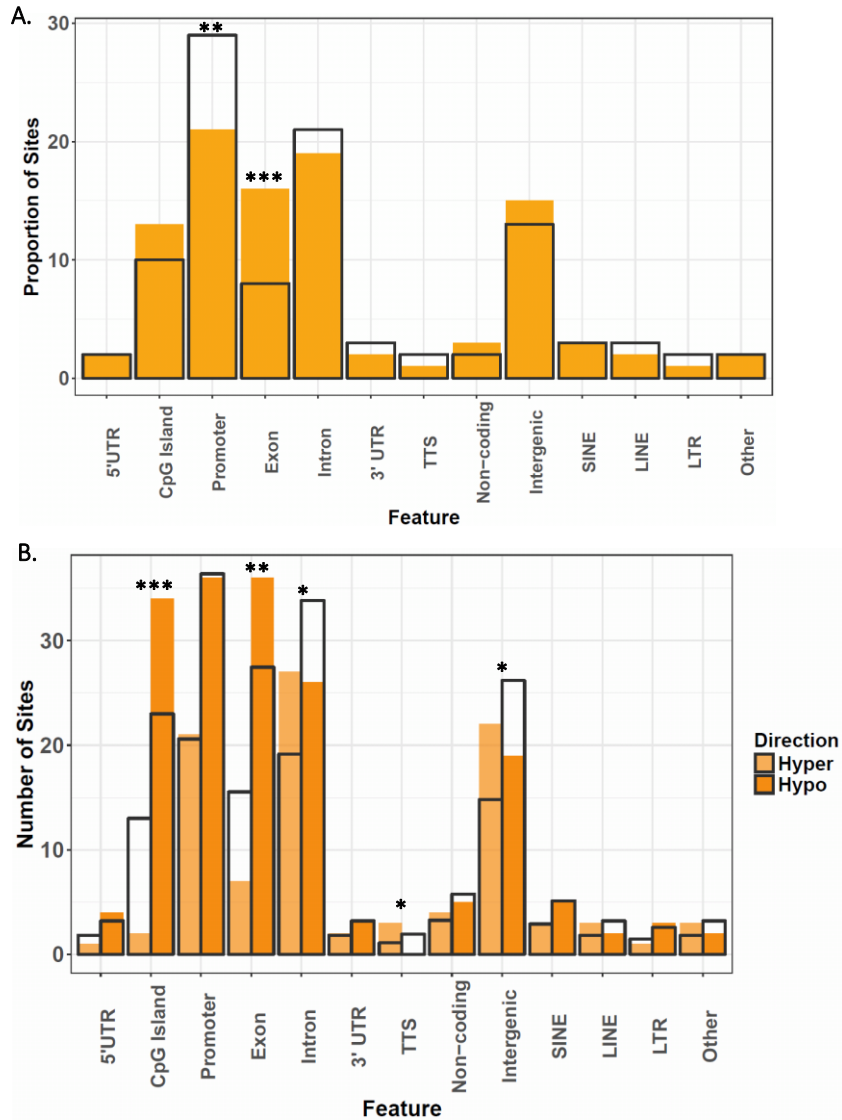 A.
30
20
10
0
Proportion of Sites
**
***
5'UTR
CpG Island
Promoter
Exon
Intron
3' UTR
TTS
Non−coding
Intergenic
SINE
LINE
LTR
Other
Feature
B.
30
20
10
0
Number of Sites
***
**
*
*
*
5'UTR
CpG Island
Promoter
Exon
Intron
3' UTR
TTS
Non−coding
Intergenic
SINE
LINE
LTR
Other
Feature
Direction
Hyper
Hypo